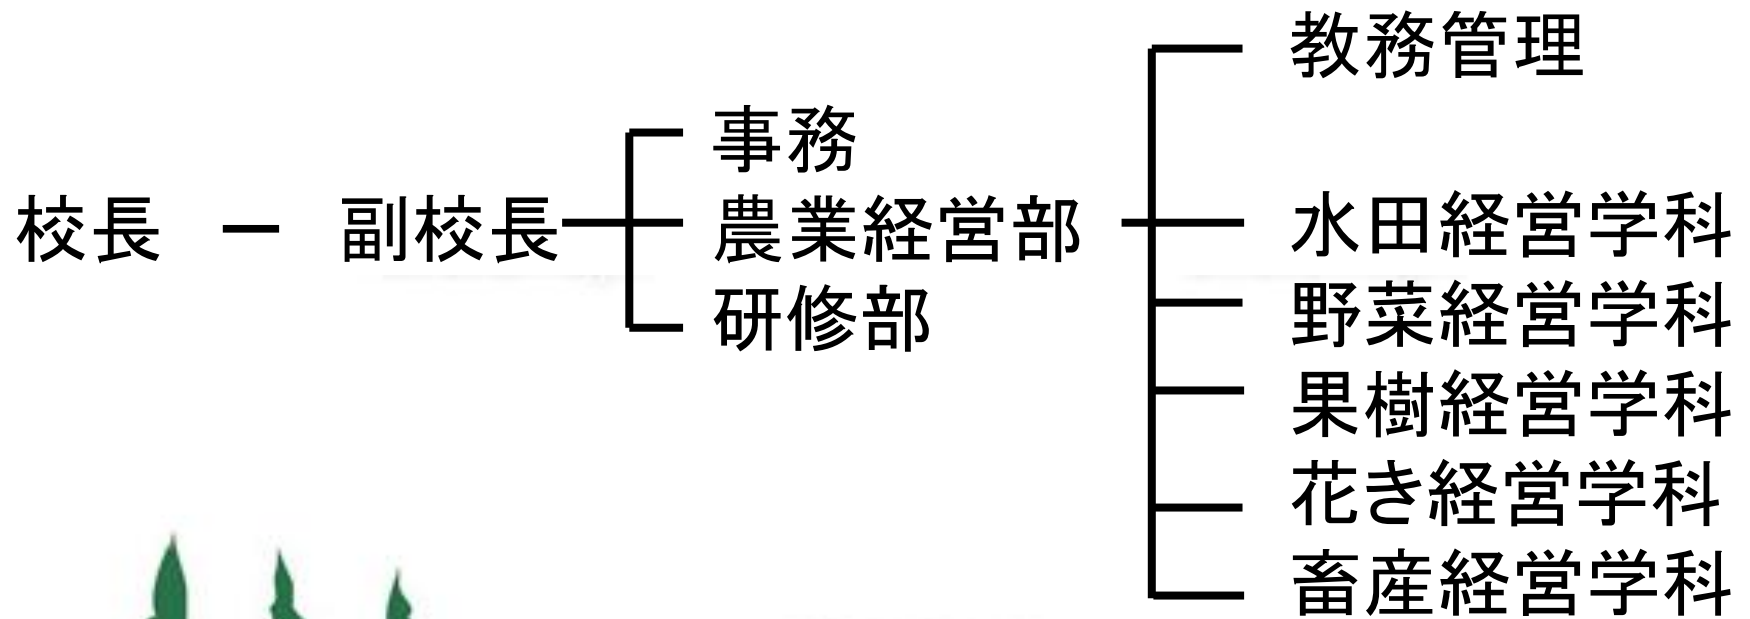 教務管理
事務
校長 － 副校長 農業経営部 水田経営学科
研修部 野菜経営学科
果樹経営学科
花き経営学科
畜産経営学科